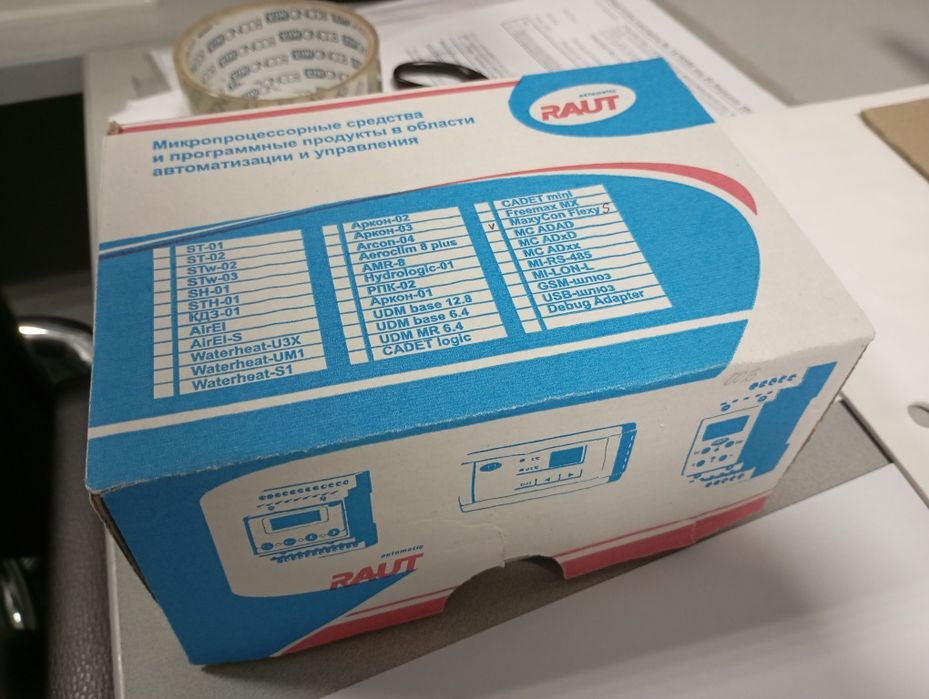 Микропроцессорные средства
и программные продукты в области
автоматизации и управления
automatic
RAUT
ST-01
ST-02
STw-02
STw-03
SH-01
STH-01
КДЗ-01
AirEl
AirEl-S
Waterheat-U3X
Waterheat-UM1
Waterheat-S1
Аркон-02
Аркон-03
Arcon-04
Aeroclim 8 plus
AMR-8
Hydrologic-01
РПК-02
Аркон-01
UDM base 12.8
UDM base 6.4
UDM MR 6.4
CADET logic
CADET mini
Freemax MX
v MaxyCon Flexy 5
MC ADAD
MC ADxD
MC ADxx
MI-RS-485
MI-LON-L
GSM-шлюз
USB-шлюз
Debug Adapter
automatic
RAUT